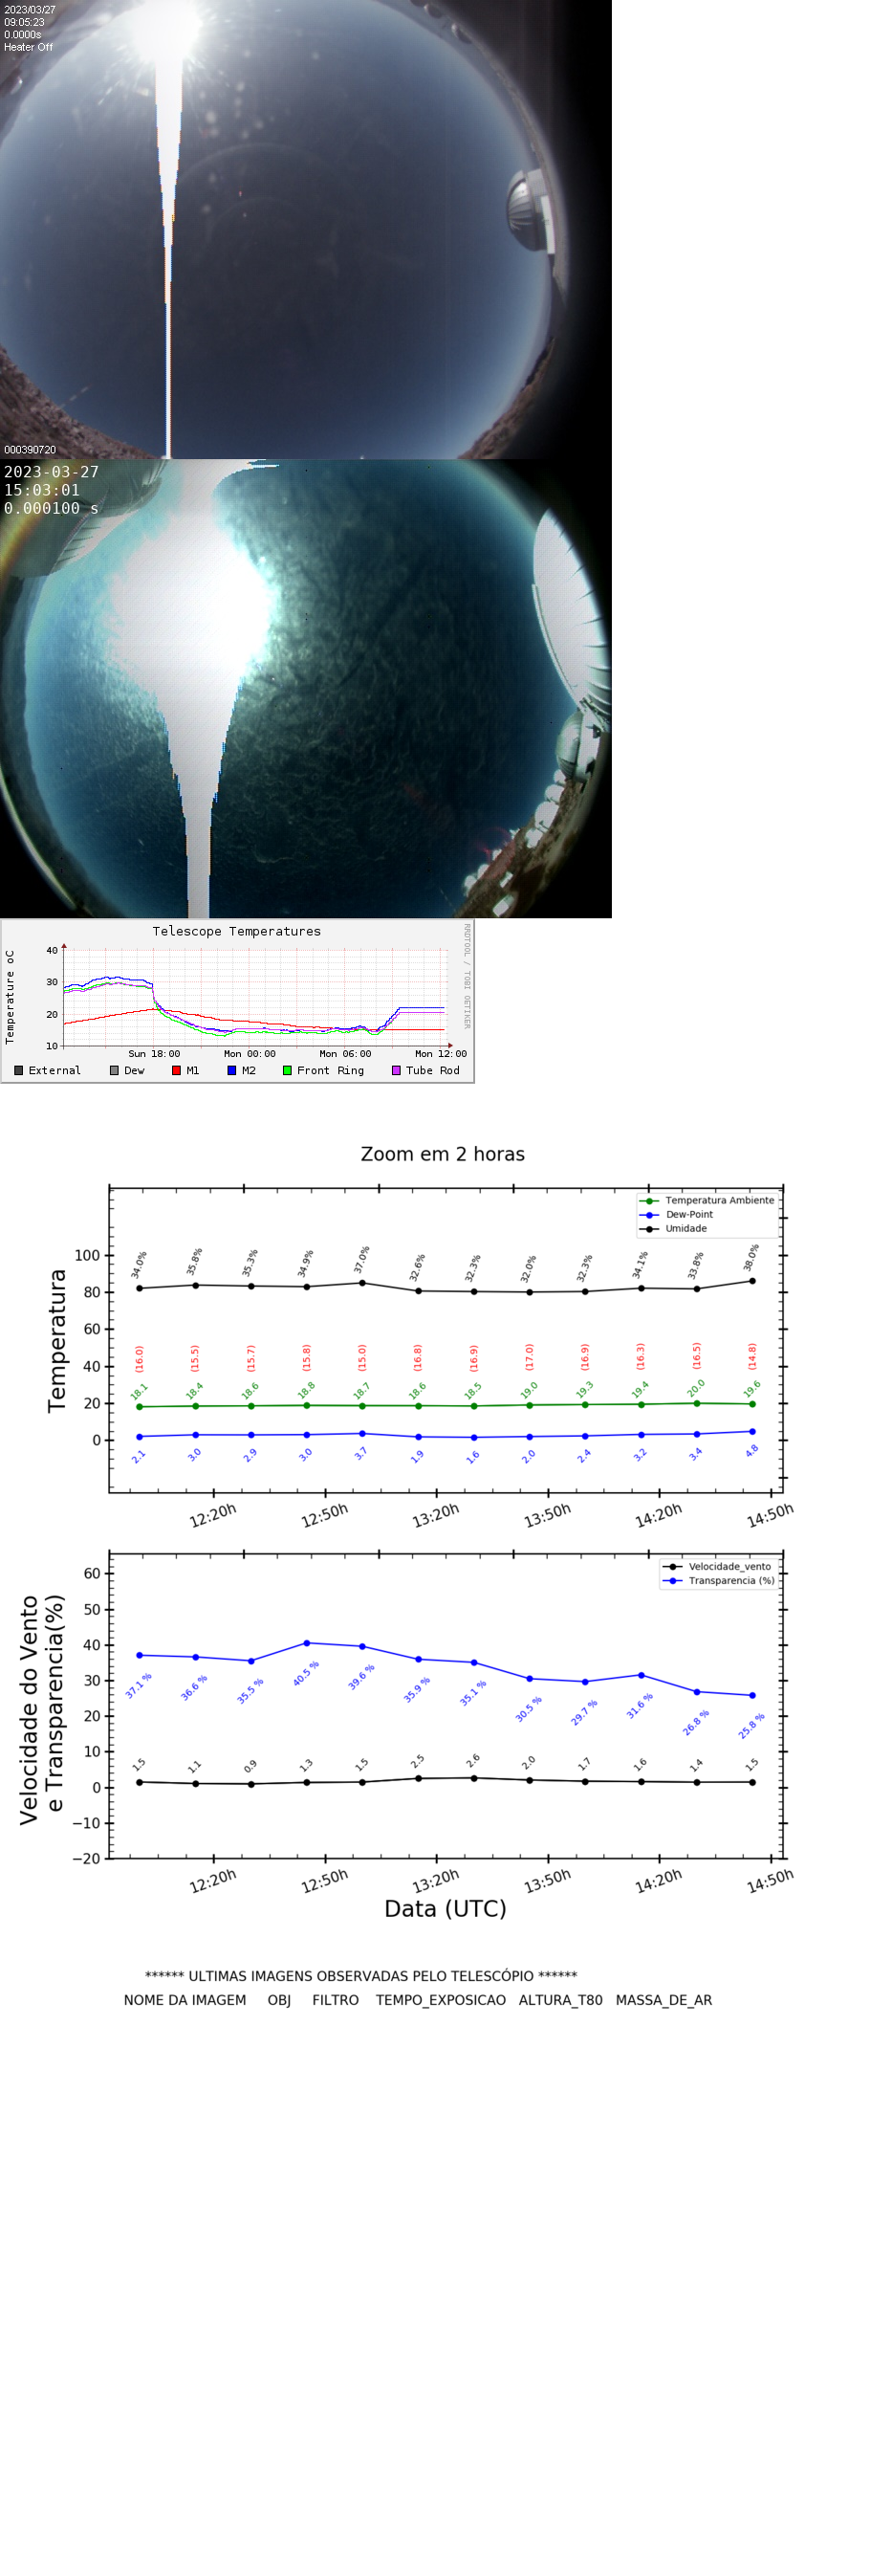 2023/03/27
09:05:23
0.0000s
Heater Off
000390720
2023-03-27
15:03:01
0.000100 s
Telescope Temperatures
RRDTOOL / TOBI OETIKER
Temperature oC
40
30
20
10
Sun 18:00 Mon 00:00 Mon 06:00 Mon 12:00
External Dew M1 M2 Front Ring Tube Rod
Zoom em 2 horas
Temperatura Ambiente
Dew-Point
Umidade
Temperatura
100
80
60
40
20
0
34.0% 35.8% 35.3% 34.9% 37.0% 32.6% 32.3% 32.0% 32.3% 34.1% 33.8% 38.0%
(16.0) (15.5) (15.7) (15.8) (15.0) (16.8) (16.9) (17.0) (16.9) (16.3) (16.5) (14.8)
18.1 18.4 18.6 18.8 18.7 18.6 18.5 19.0 19.3 19.4 20.0 19.6
2.1 3.0 2.9 3.0 3.7 1.9 1.6 2.0 2.4 3.2 3.4 4.8
12:20h 12:50h 13:20h 13:50h 14:20h 14:50h
Velocidade_vento
Transparencia (%)
Velocidade do Vento
e Transparencia(%)
60
50
40
30
20
10
0
−10
−20
37.1 % 36.6 % 35.5 % 40.5 % 39.6 % 35.9 % 35.1 % 30.5 % 29.7 % 31.6 % 26.8 % 25.8 %
1.5 1.1 0.9 1.3 1.5 2.5 2.6 2.0 1.7 1.6 1.4 1.5
12:20h 12:50h 13:20h 13:50h 14:20h 14:50h
Data (UTC)
****** ULTIMAS IMAGENS OBSERVADAS PELO TELESCÓPIO ******
NOME DA IMAGEM OBJ FILTRO TEMPO_EXPOSICAO ALTURA_T80 MASSA_DE_AR